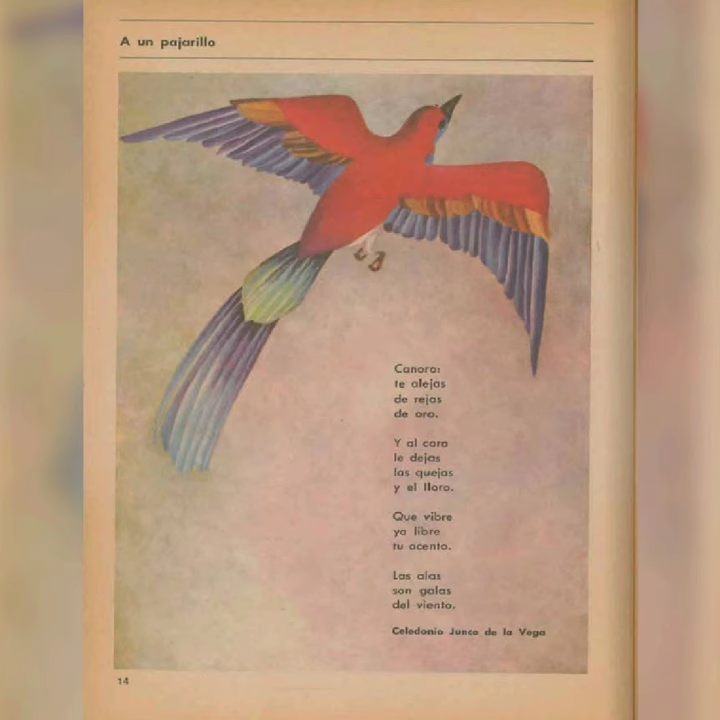 A un pajarillo
Canoro:
te alejas
de rejas
de oro.
Y al coro
le dejas
las quejas
y el lloro.
Que vibre
ya libre
tu acento.
Las alas
son galas
del viento.
Celedonio Junco de la Vega
14